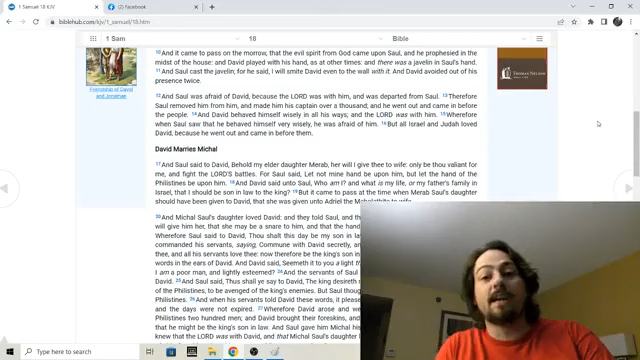 1 Samuel 18 KJV
(2) Facebook
biblehub.com/kjv/1_samuel/18.htm
1 Sam
18
Bible
Friendship of David
and Jonathan
THOMAS NELSON
10 And it came to pass on the morrow, that the evil spirit from God came upon Saul, and he prophesied in
the midst of the house: and David played with his hand, as at other times: and there was a javelin in Saul's hand.
11 And Saul cast the javelin; for he said, I will smite David even to the wall with it. And David avoided out of his
presence twice.
12 And Saul was afraid of David, because the LORD was with him, and was departed from Saul. 13 Therefore
Saul removed him from him, and made him his captain over a thousand; and he went out and came in before
the people. 14 And David behaved himself wisely in all his ways; and the LORD was with him. 15 Wherefore
when Saul saw that he behaved himself very wisely, he was afraid of him. 16 But all Israel and Judah loved
David, because he went out and came in before them.
David Marries Michal
17 And Saul said to David, Behold my elder daughter Merab, her will I give thee to wife: only be thou valiant for
me, and fight the LORD'S battles. For Saul said, Let not mine hand be upon him, but let the hand of the
Philistines be upon him. 18 And David said unto Saul, Who am I? and what is my life, or my father's family in
Israel, that I should be son in law to the king? 19 But it came to pass at the time when Merab Saul's daughter
should have been given to David, that she was given unto Adriel the Meholathite to wife.
20 And Michal Saul's daughter loved David: and they told Saul, and the
will give him her, that she may be a snare to him, and that the hand
Wherefore Saul said to David, Thou shalt this day be my son in law
commanded his servants, saying, Commune with David secretly, and
thee, and all his servants love thee: now therefore be the king's son in
words in the ears of David. And David said, Seemeth it to you a light
I am a poor man, and lightly esteemed? 24 And the servants of Saul
David. 25 And Saul said, Thus shall ye say to David, The king desireth
of the Philistines, to be avenged of the king's enemies. But Saul thoug
Philistines. 26 And when his servants told David these words, it please
and the days were not expired. 27 Wherefore David arose and we
Philistines two hundred men; and David brought their foreskins, and
that he might be the king's son in law. And Saul gave him Michal his
knew that the LORD was with David, and that Michal Saul's daughter
Type here to search